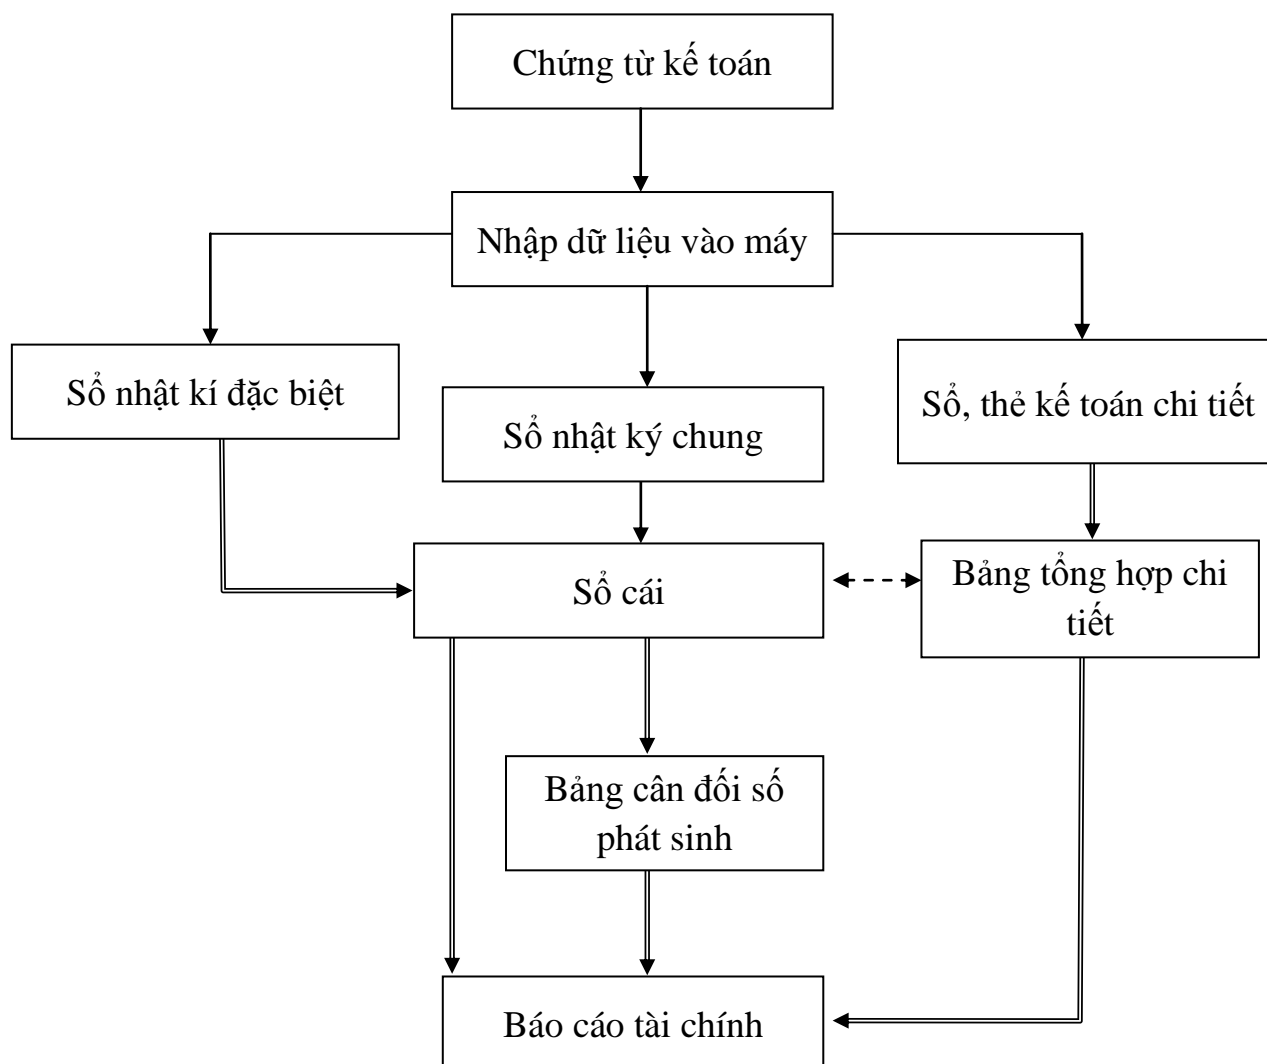 Chứng từ kế toán
Nhập dữ liệu vào máy
Sổ nhật kí đặc biệt
Sổ nhật ký chung
Sổ, thẻ kế toán chi tiết
Sổ cái
Bảng tổng hợp chi
tiết
Bảng cân đối số
phát sinh
Báo cáo tài chính